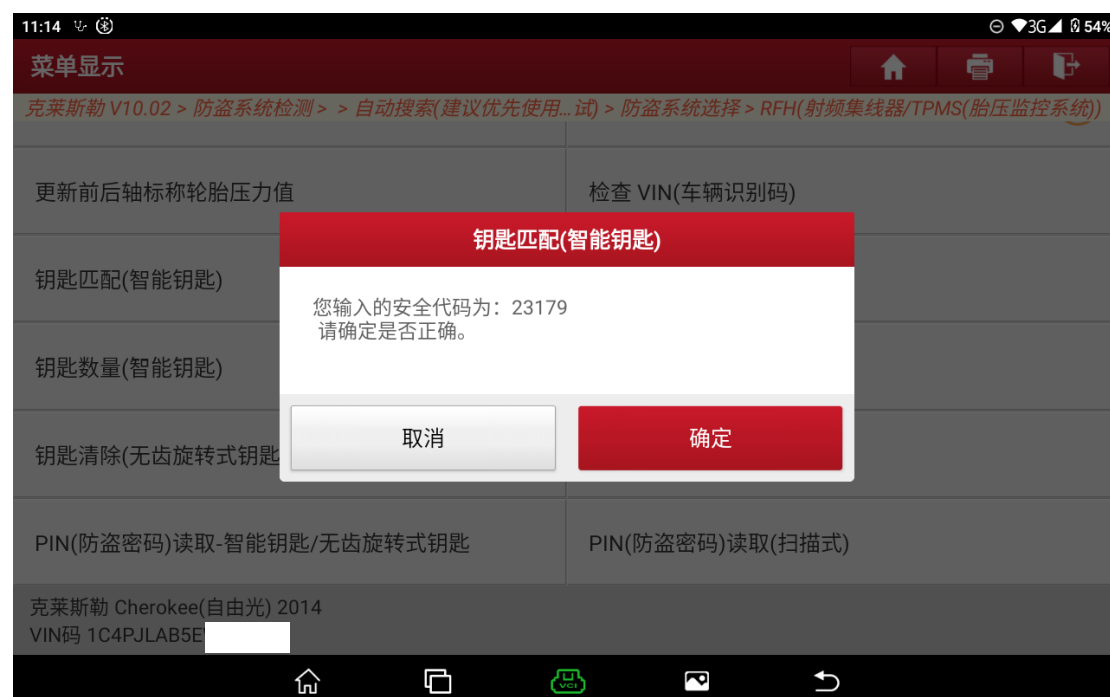 11:14
3G 54%
菜单显示
克莱斯勒 V10.02 > 防盗系统检测 > > 自动搜索(建议优先使用...试) > 防盗系统选择 > RFH(射频集线器/TPMS(胎压监控系统))
更新前后轴标称轮胎压力值
检查 VIN(车辆识别码)
钥匙匹配(智能钥匙)
钥匙匹配(智能钥匙)
您输入的安全代码为：23179
请确定是否正确。
钥匙数量(智能钥匙)
取消
确定
钥匙清除(无齿旋转式钥匙
PIN(防盗密码)读取-智能钥匙/无齿旋转式钥匙
PIN(防盗密码)读取(扫描式)
克莱斯勒 Cherokee(自由光) 2014
VIN码 1C4PJLAB5E
VCI